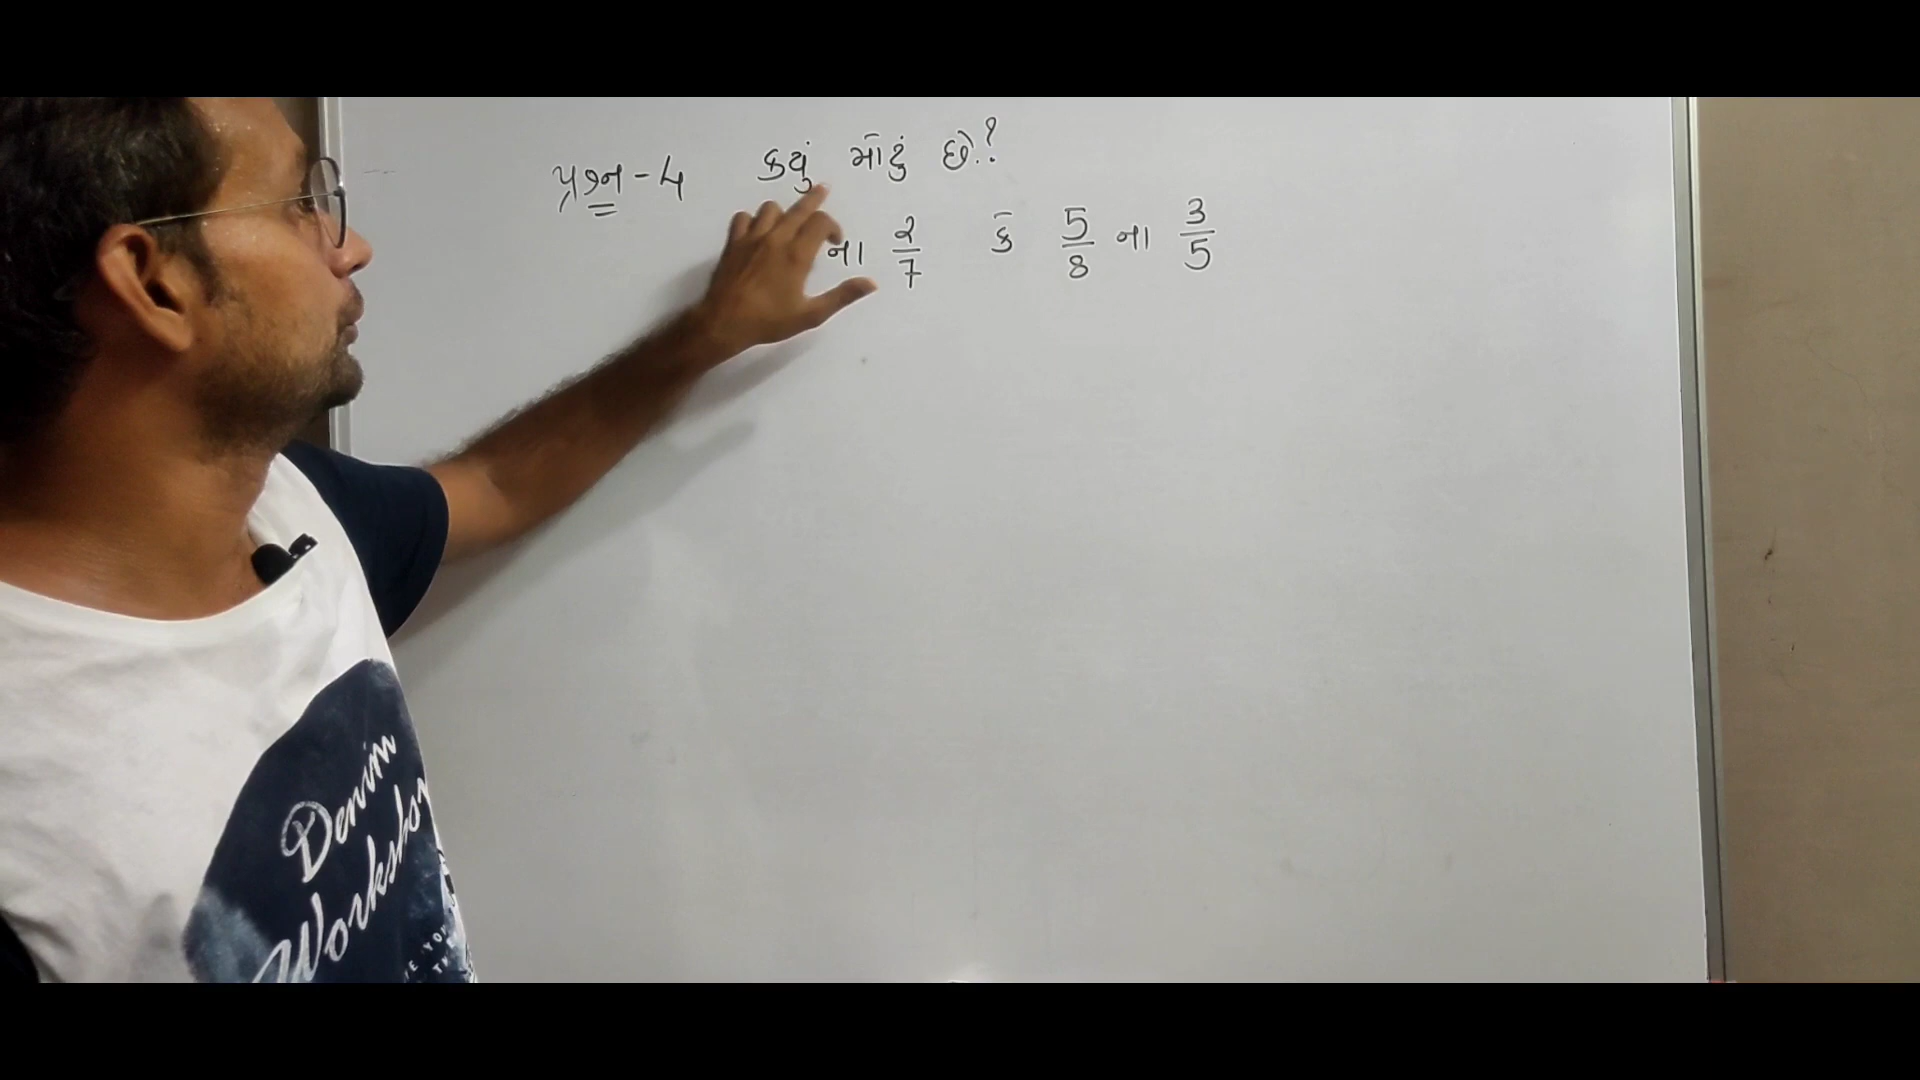 પ્રશ્ન - 4 કયું મોટું છે.?
ના 2/7 કે 5/8 ના 3/5
Denim
Workshop